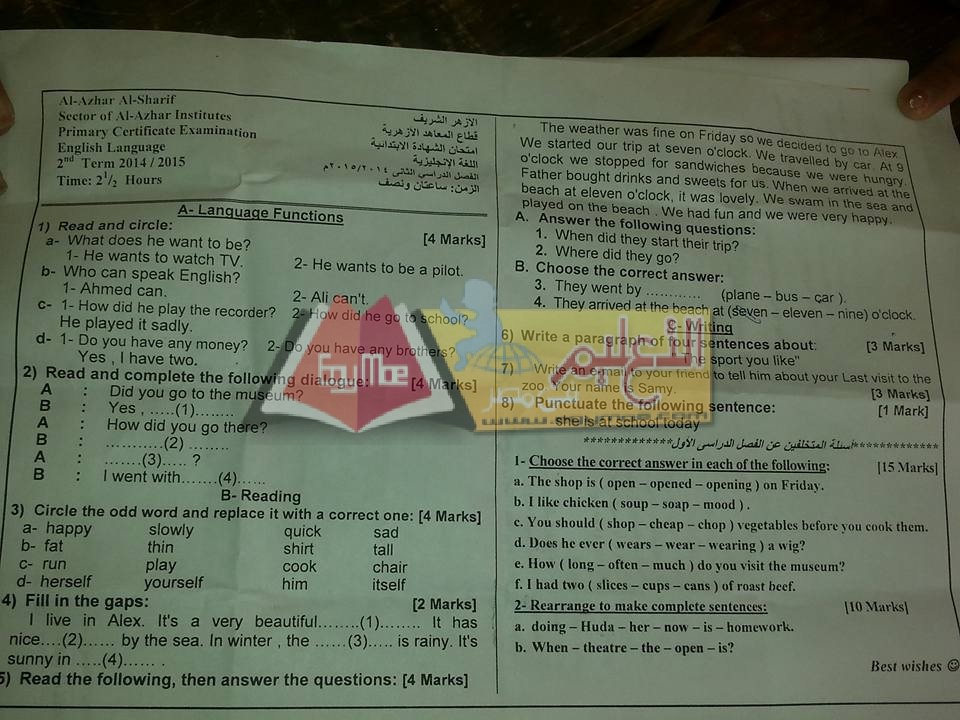 Al-Azhar Al-Sharif
Sector of Al-Azhar Institutes
Primary Certificate Examination
English Language
2nd Term 2014 / 2015
Time: 2 1/2 Hours
الأزهر الشريف
قطاع المعاهد الأزهرية
امتحان الشهادة الابتدائية
اللغة الانجليزية
الفصل الدراسى الثانى ٢٠١٥/٢٠١٤م
الزمن: ساعتان ونصف
A- Language Functions
1) Read and circle: [4 Marks]
a- What does he want to be?
1- He wants to watch TV. 2- He wants to be a pilot.
b- Who can speak English?
1- Ahmed can. 2- Ali can't.
c- 1- How did he play the recorder? 2- How did he go to school?
He played it sadly.
d- 1- Do you have any money? 2- Do you have any brothers?
Yes , I have two.
2) Read and complete the following dialogue: [4 Marks]
A : Did you go to the museum?
B : Yes , .....(1)........
A : How did you go there?
B : ...........(2) ........
A : .......(3)..... ?
B : I went with.......(4)......
B- Reading
3) Circle the odd word and replace it with a correct one: [4 Marks]
a- happy slowly quick sad
b- fat thin shirt tall
c- run play cook chair
d- herself yourself him itself
4) Fill in the gaps: [2 Marks]
I live in Alex. It's a very beautiful........(1)........ It has
nice....(2)...... by the sea. In winter , the ......(3)..... is rainy. It's
sunny in .....(4)...... .
5) Read the following, then answer the questions: [4 Marks]
The weather was fine on Friday so we decided to go to Alex.
We started our trip at seven o'clock. We travelled by car. At 9
o'clock we stopped for sandwiches because we were hungry.
Father bought drinks and sweets for us. When we arrived at the
beach at eleven o'clock, it was lovely. We swam in the sea and
played on the beach . We had fun and we were very happy.
A. Answer the following questions:
1. When did they start their trip?
2. Where did they go?
B. Choose the correct answer:
3. They went by ............ (plane – bus – car ).
4. They arrived at the beach at (seven – eleven – nine) o'clock.
C- Writing
6) Write a paragraph of four sentences about: [3 Marks]
The sport you like"
7) Write an e-mail to your friend to tell him about your Last visit to the
zoo. Your name is Samy. [3 Marks]
8) Punctuate the following sentence: [1 Mark]
she is at school today
*************أسئلة المتخلفين عن الفصل الدراسى الأول*************
1- Choose the correct answer in each of the following: [15 Marks]
a. The shop is ( open – opened – opening ) on Friday.
b. I like chicken ( soup – soap – mood ) .
c. You should ( shop – cheap – chop ) vegetables before you cook them.
d. Does he ever ( wears – wear – wearing ) a wig?
e. How ( long – often – much ) do you visit the museum?
f. I had two ( slices – cups – cans ) of roast beef.
2- Rearrange to make complete sentences: [10 Marks]
a. doing – Huda – her – now – is – homework.
b. When – theatre – the – open – is?
Best wishes ☺